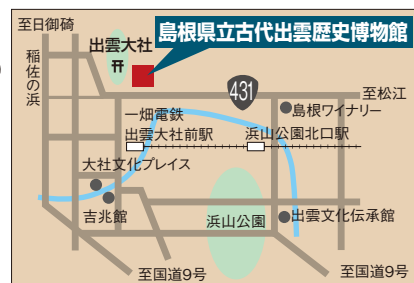 至日御碕
島根県立古代出雲歴史博物館
出雲大社
稲佐の浜
431
至松江
島根ワイナリー
一畑電鉄
出雲大社前駅
浜山公園北口駅
大社文化プレイス
吉兆館
浜山公園
出雲文化伝承館
至国道9号
至国道9号